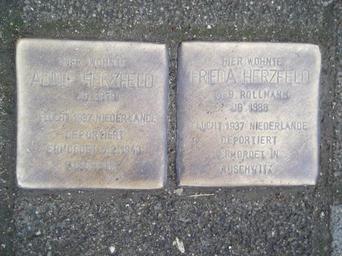 HIER WOHNTE
ADOLF HERZFELD
JG.
FLUCHT 1937 NIEDERLANDE
DEPORTIERT
ERMORDET
AUSCHWITZ
HIER WOHNTE
FRIEDA HERZFELD
GEB. ROLLMANN
JG. 1888
FLUCHT 1937 NIEDERLANDE
DEPORTIERT
ERMORDET IN
AUSCHWITZ